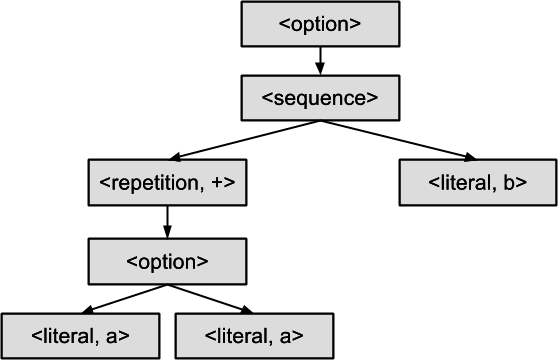 <option>
<sequence>
<repetition, +>
<literal, b>
<option>
<literal, a>
<literal, a>